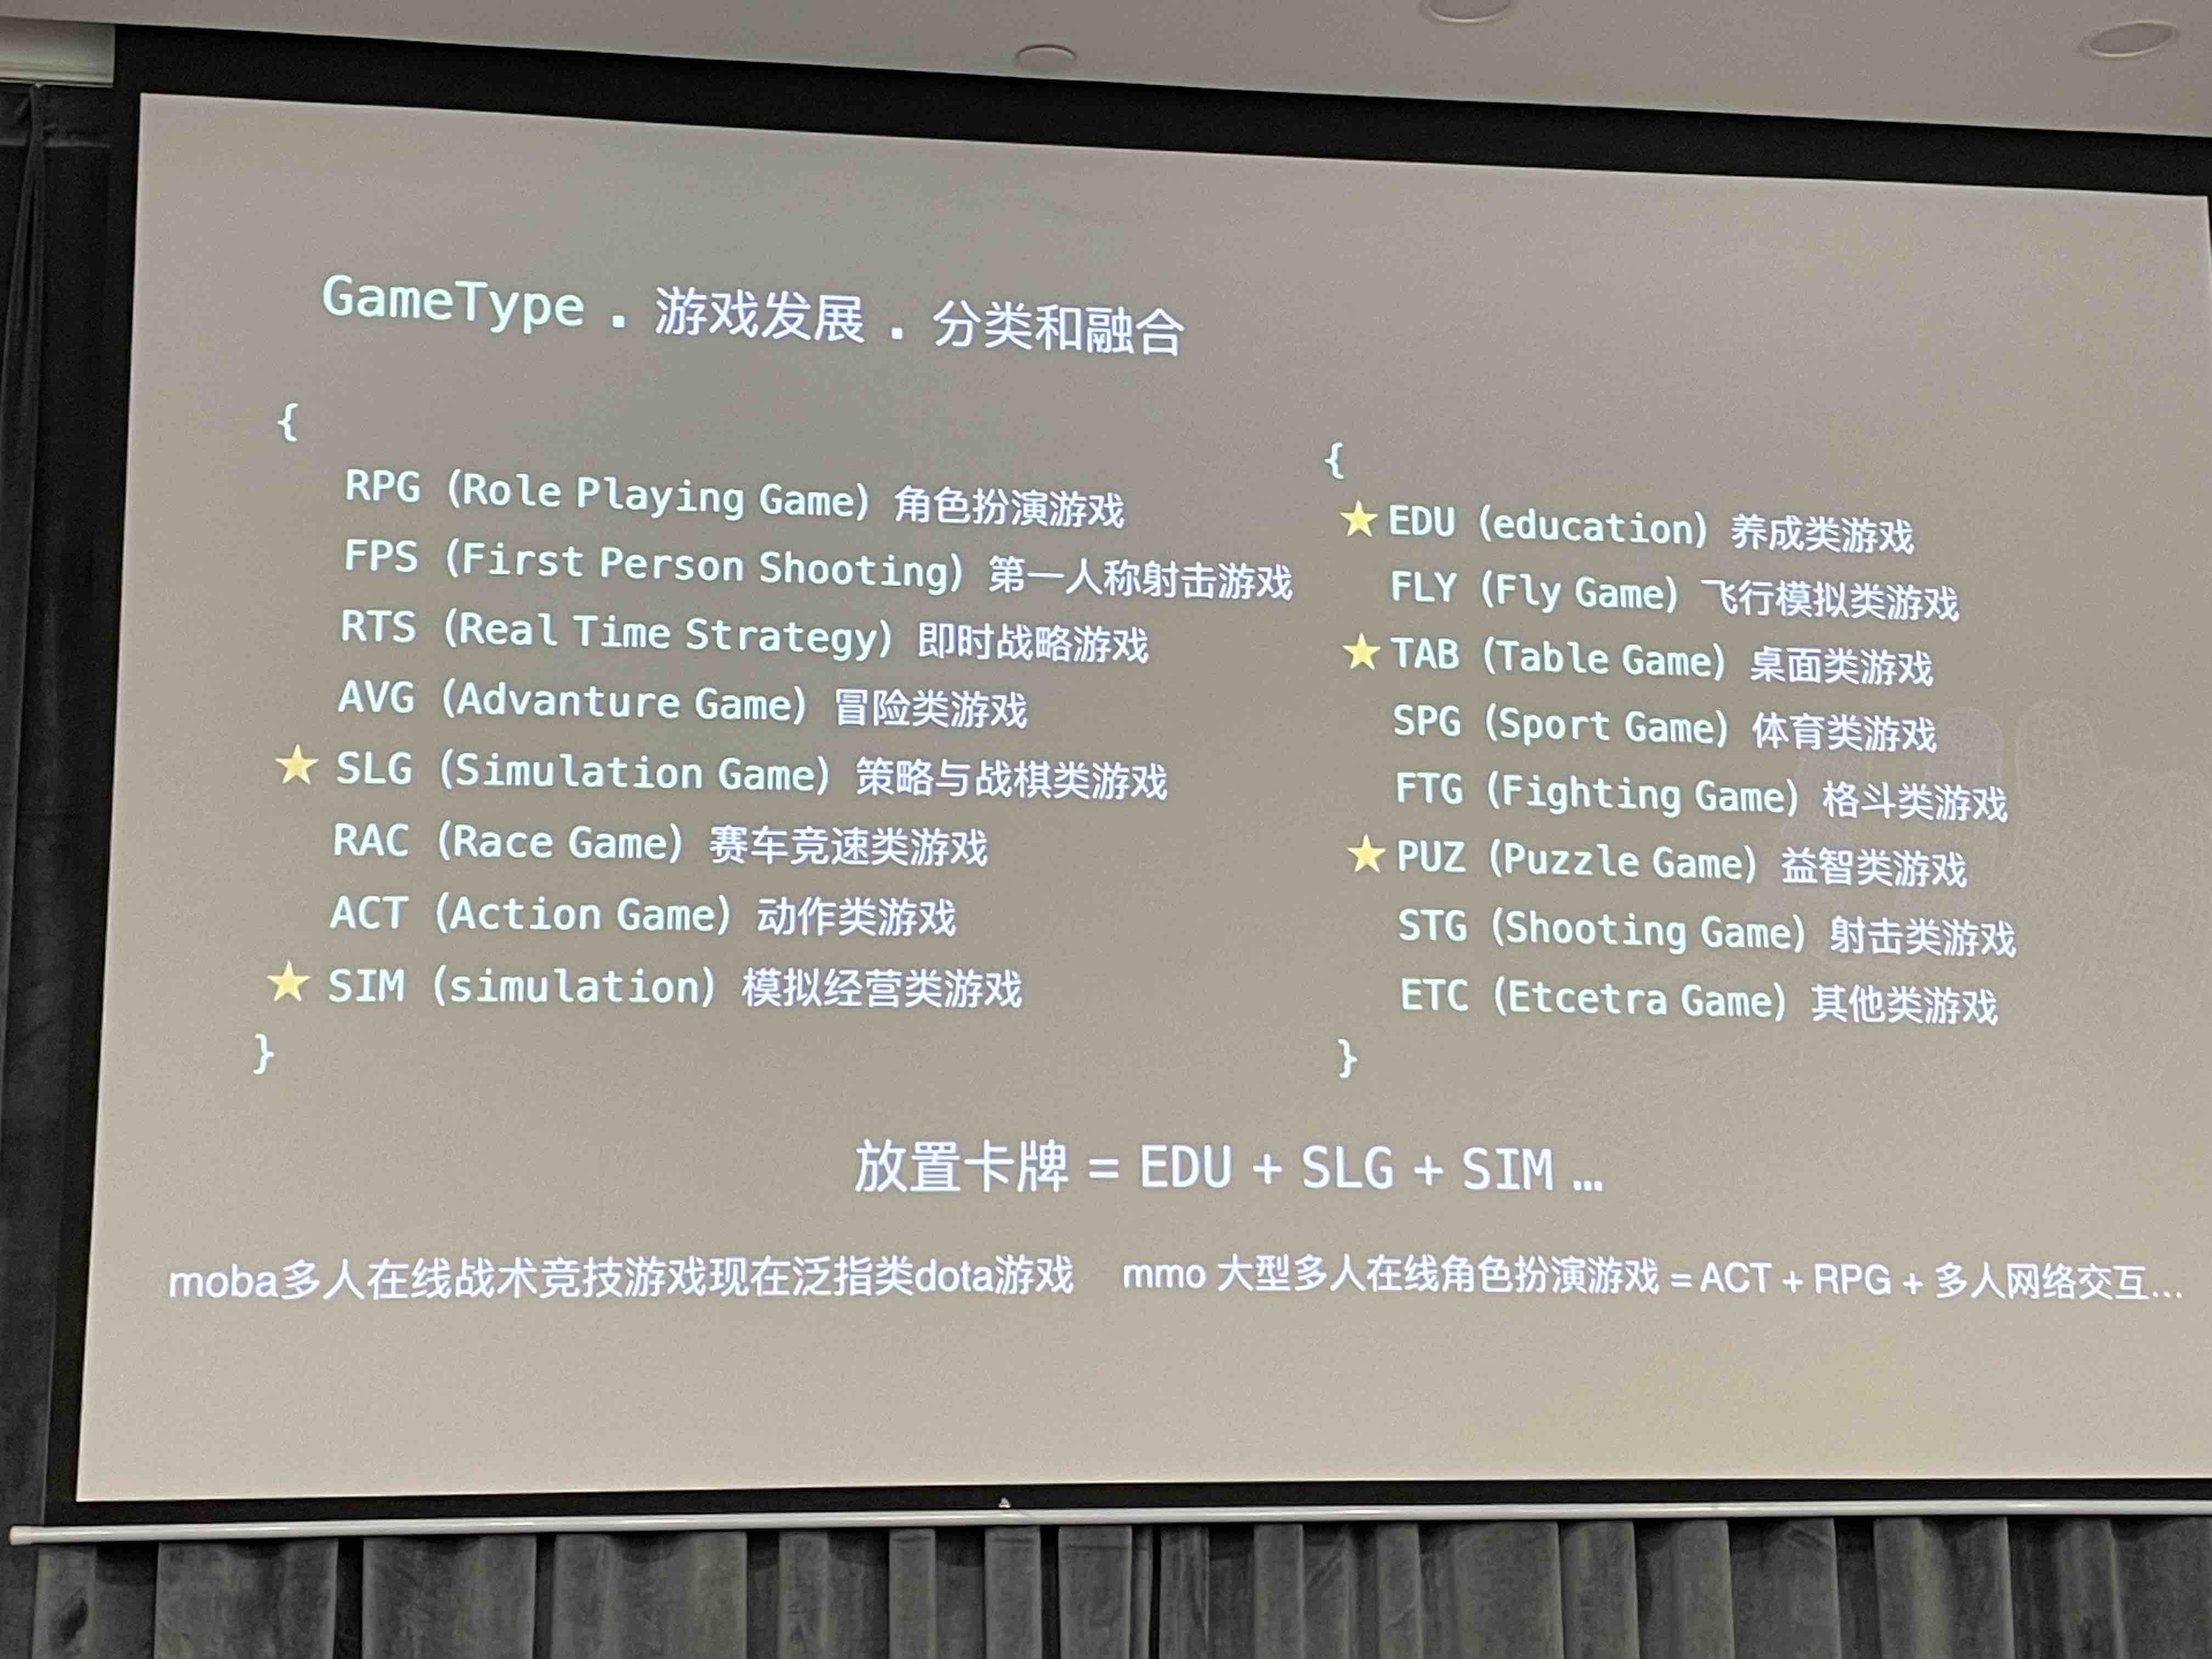 GameType . 游戏发展 . 分类和融合
{
RPG (Role Playing Game) 角色扮演游戏
FPS (First Person Shooting) 第一人称射击游戏
RTS (Real Time Strategy) 即时战略游戏
AVG (Advanture Game) 冒险类游戏
★ SLG (Simulation Game) 策略与战棋类游戏
RAC (Race Game) 赛车竞速类游戏
ACT (Action Game) 动作类游戏
★ SIM (simulation) 模拟经营类游戏
}
{
★ EDU (education) 养成类游戏
FLY (Fly Game) 飞行模拟类游戏
★ TAB (Table Game) 桌面类游戏
SPG (Sport Game) 体育类游戏
FTG (Fighting Game) 格斗类游戏
★ PUZ (Puzzle Game) 益智类游戏
STG (Shooting Game) 射击类游戏
ETC (Etcetra Game) 其他类游戏
}
放置卡牌 = EDU + SLG + SIM ...
moba多人在线战术竞技游戏现在泛指类dota游戏
mmo 大型多人在线角色扮演游戏 = ACT + RPG + 多人网络交互...